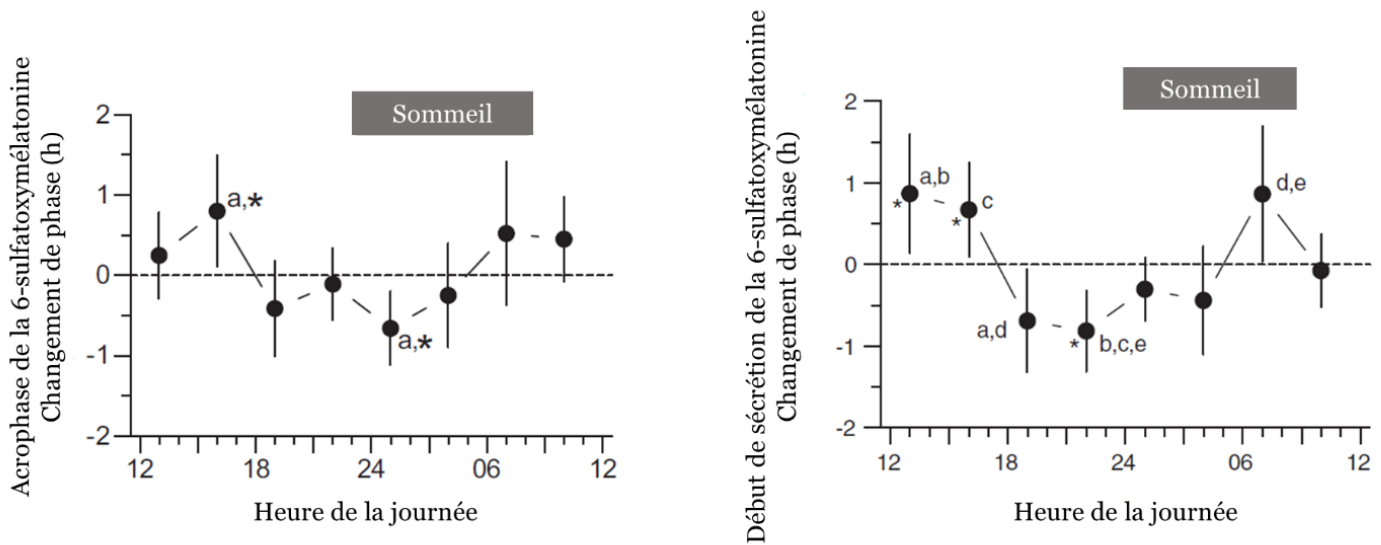 Acrophase de la 6-sulfatoxymélatonine
Changement de phase (h)
Sommeil
2
1
0
-1
-2
a,*
a,*
12 18 24 06 12
Heure de la journée
Début de sécrétion de la 6-sulfatoxymélatonine
Changement de phase (h)
Sommeil
2
1
0
-1
-2
* a,b
* c
a,d
* b,c,e
d,e
12 18 24 06 12
Heure de la journée